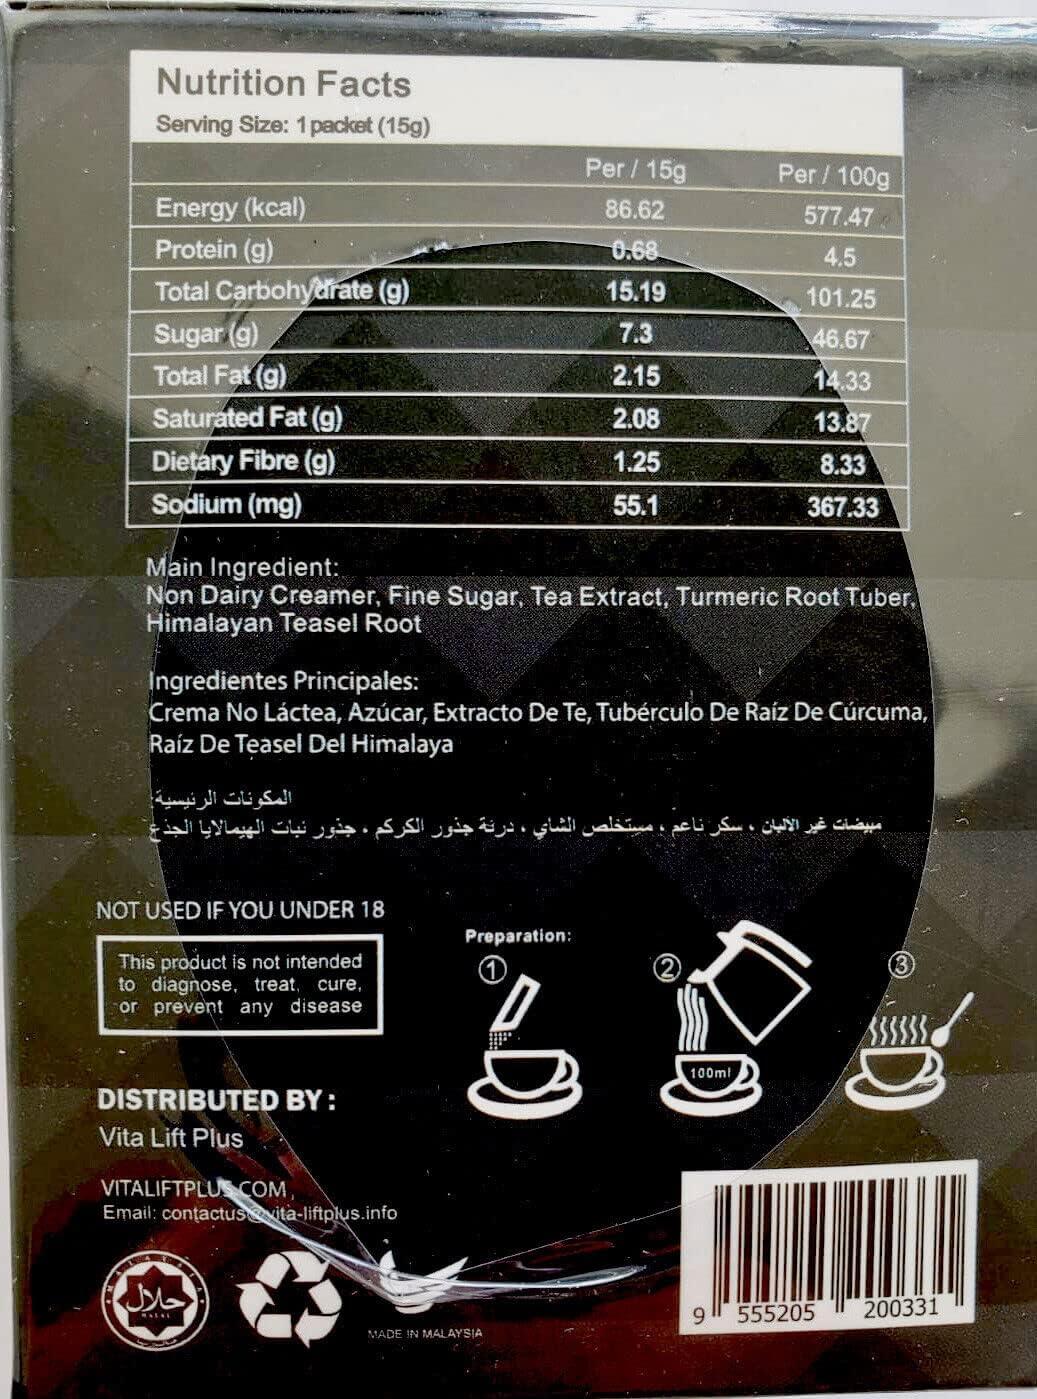 Nutrition Facts
Serving Size: 1 packet (15g)
Per / 15g Per / 100g
Energy (kcal) 86.62 577.47
Protein (g) 0.68 4.5
Total Carbohydrate (g) 15.19 101.25
Sugar (g) 7.3 46.67
Total Fat (g) 2.15 14.33
Saturated Fat (g) 2.08 13.87
Dietary Fibre (g) 1.25 8.33
Sodium (mg) 55.1 367.33
Main Ingredient:
Non Dairy Creamer, Fine Sugar, Tea Extract, Turmeric Root Tuber,
Himalayan Teasel Root
Ingredientes Principales:
Crema No Láctea, Azúcar, Extracto De Te, Tubérculo De Raíz De Cúrcuma,
Raíz De Teasel Del Himalaya
المكونات الرئيسية:
مبيضات غير الألبان ، سكر ناعم ، مستخلص الشاي ، درنة جذور الكركم ، جذور نبات الهيمالايا الجذع
NOT USED IF YOU UNDER 18
This product is not intended
to diagnose, treat, cure,
or prevent any disease
Preparation:
1 2 3
100ml
DISTRIBUTED BY:
Vita Lift Plus
VITALIFTPLUS.COM,
Email: contactus@vita-liftplus.info
MALAYSIA
حلال
HALAL
MADE IN MALAYSIA
9 555205 200331